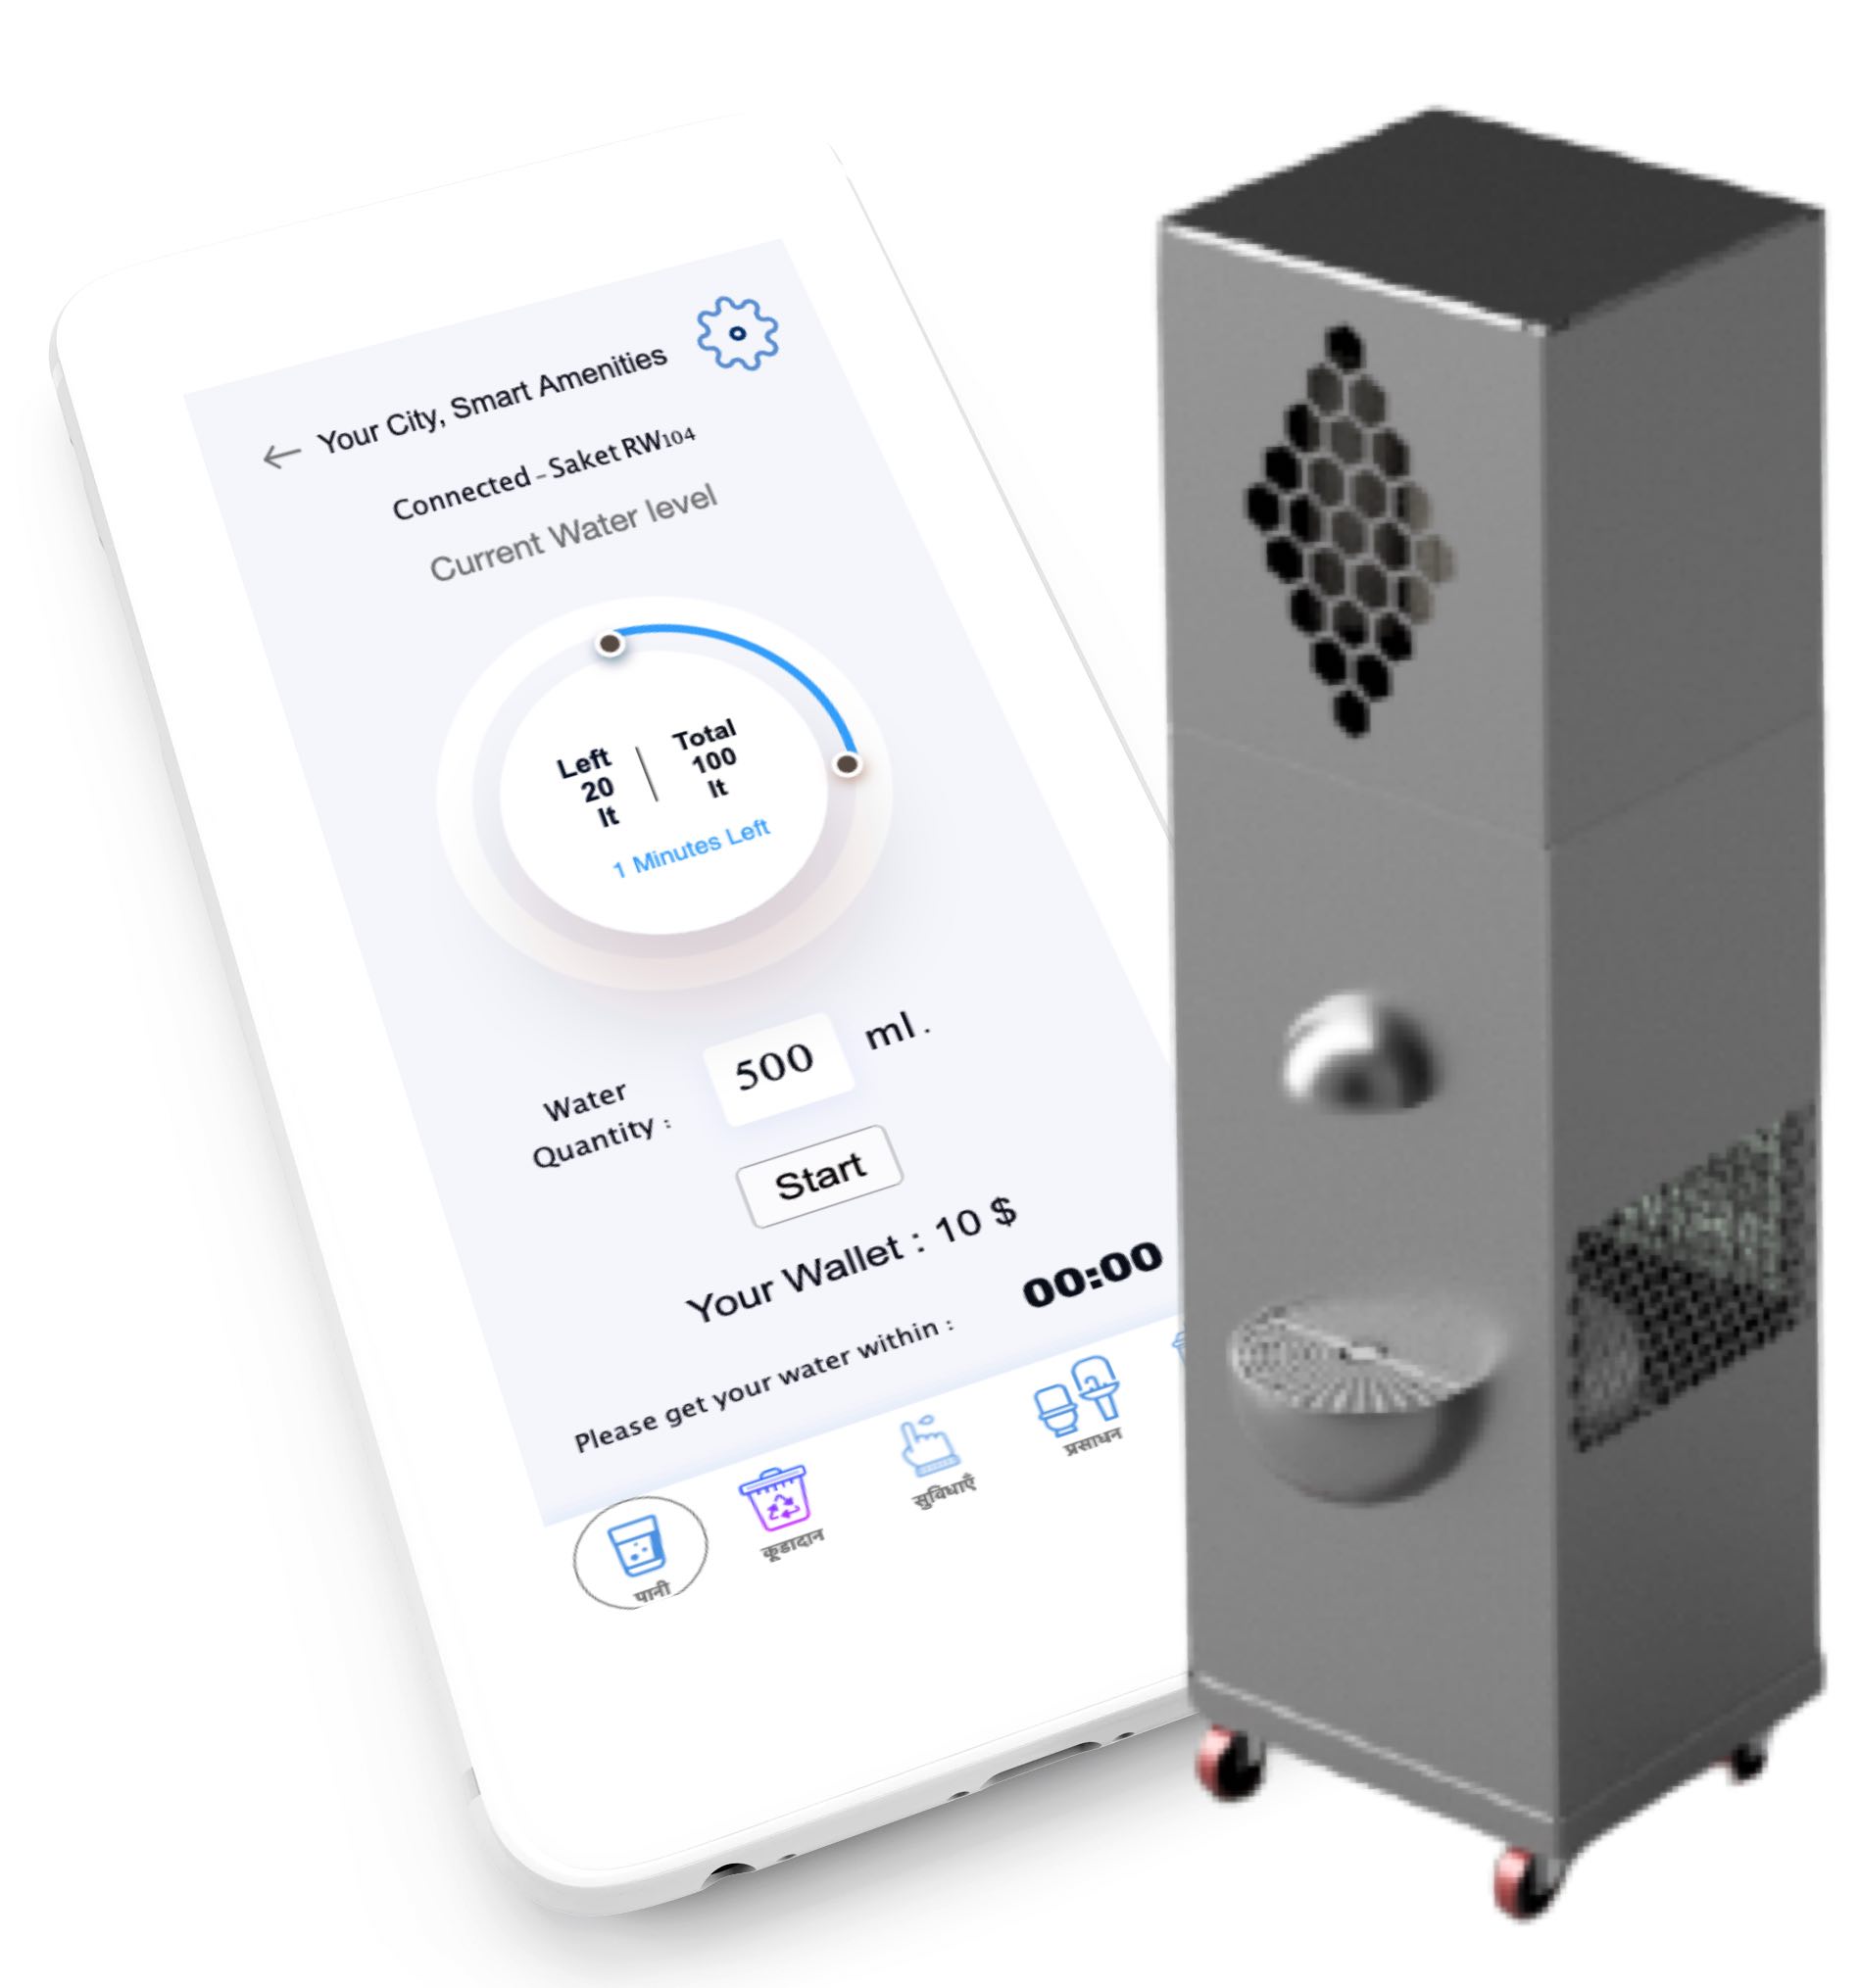 Your City, Smart Amenities
Connected - Saket RW104
Current Water level
Left
20
lt
Total
100
lt
1 Minutes Left
Water
Quantity :
500
ml.
Start
Your Wallet : 10 $
Please get your water within :
00:00
पानी
कूडादान
सुविधाएँ
प्रसाधन